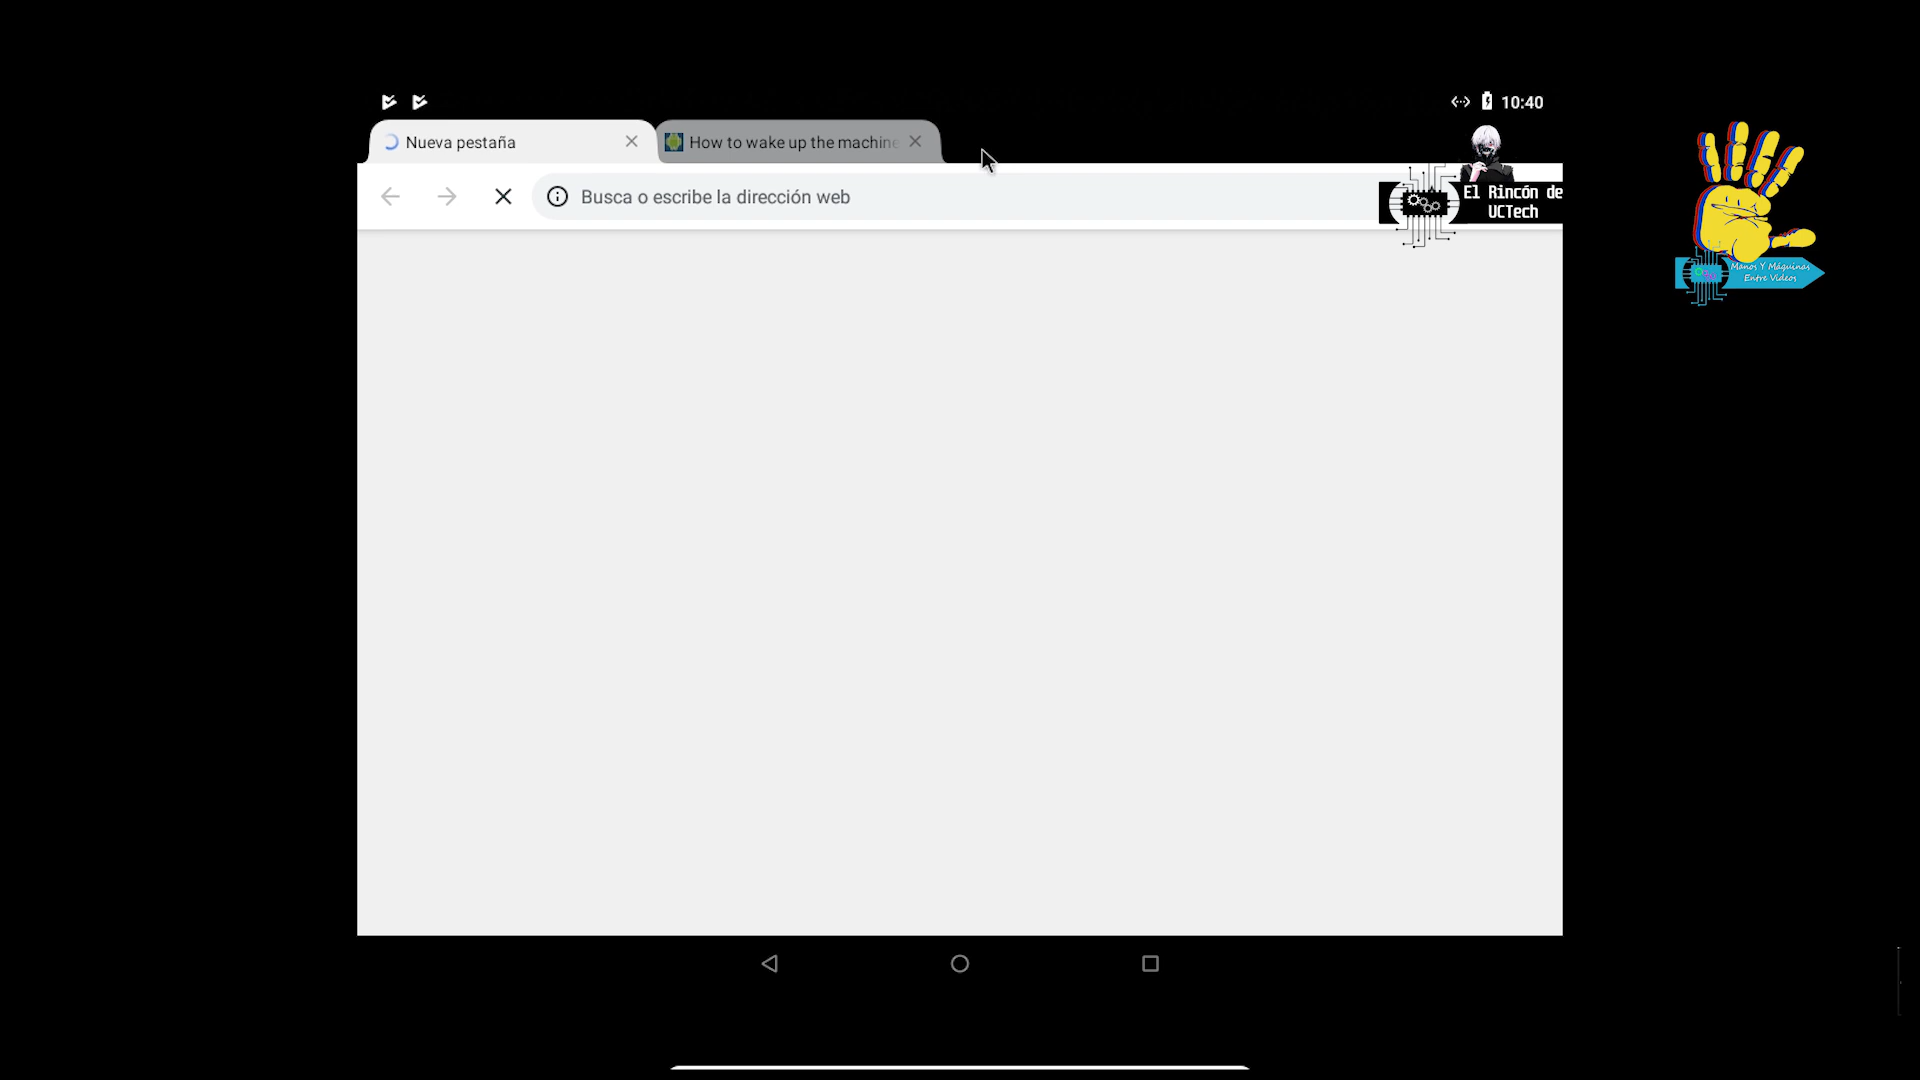 10:40
Nueva pestaña
How to wake up the machine
Busca o escribe la dirección web
El Rincón de
UCTech
Manos Y Máquinas
Entre Videos